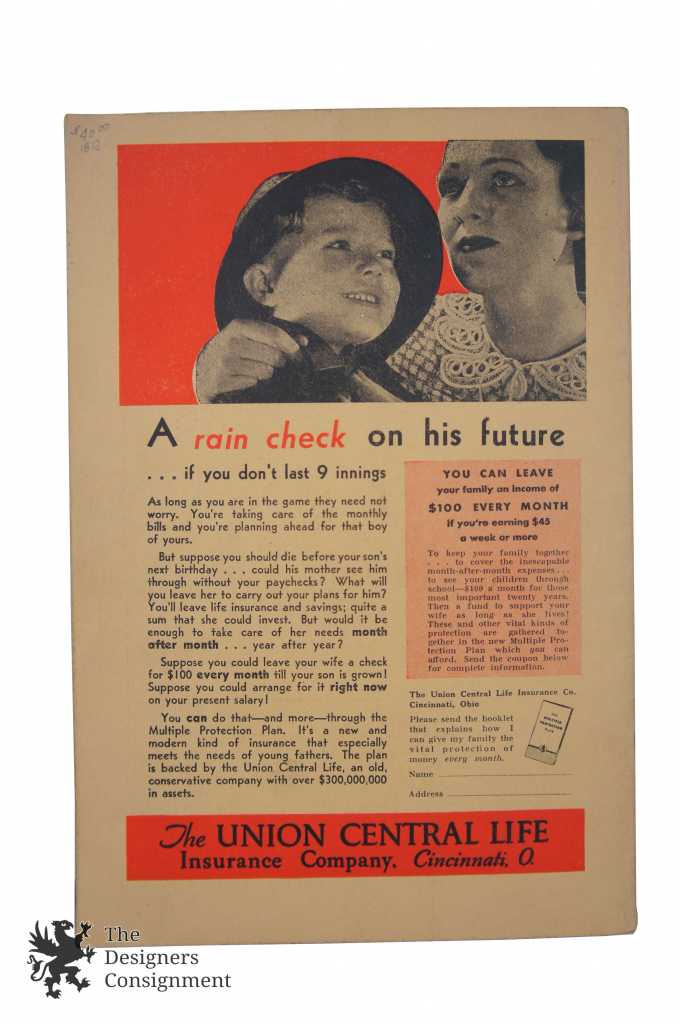 $40.00
A rain check on his future
. . . if you don't last 9 innings
As long as you are in the game they need not
worry. You're taking care of the monthly
bills and you're planning ahead for that boy
of yours.
But suppose you should die before your son's
next birthday . . . could his mother see him
through without your paychecks? What will
you leave her to carry out your plans for him?
You'll leave life insurance and savings; quite a
sum that she could invest. But would it be
enough to take care of her needs month
after month . . . year after year?
Suppose you could leave your wife a check
for $100 every month till your son is grown!
Suppose you could arrange for it right now
on your present salary!
You can do that—and more—through the
Multiple Protection Plan. It's a new and
modern kind of insurance that especially
meets the needs of young fathers. The plan
is backed by the Union Central Life, an old,
conservative company with over $300,000,000
in assets.
YOU CAN LEAVE
your family an income of
$100 EVERY MONTH
if you're earning $45
a week or more
To keep your family together
. . . . to cover the inescapable
month-after-month expenses . . .
to see your children through
school—$100 a month for those
most important twenty years.
Then a fund to support your
wife as long as she lives!
These and other vital kinds of
protection are gathered to-
gether in the new Multiple Pro-
tection Plan which you can
afford. Send the coupon below
for complete information.
The Union Central Life Insurance Co.
Cincinnati, Ohio
Please send the booklet
that explains how I
can give my family the
vital protection of
money every month.
Name
Address
The UNION CENTRAL LIFE
Insurance Company, Cincinnati, O.
The
Designers
Consignment